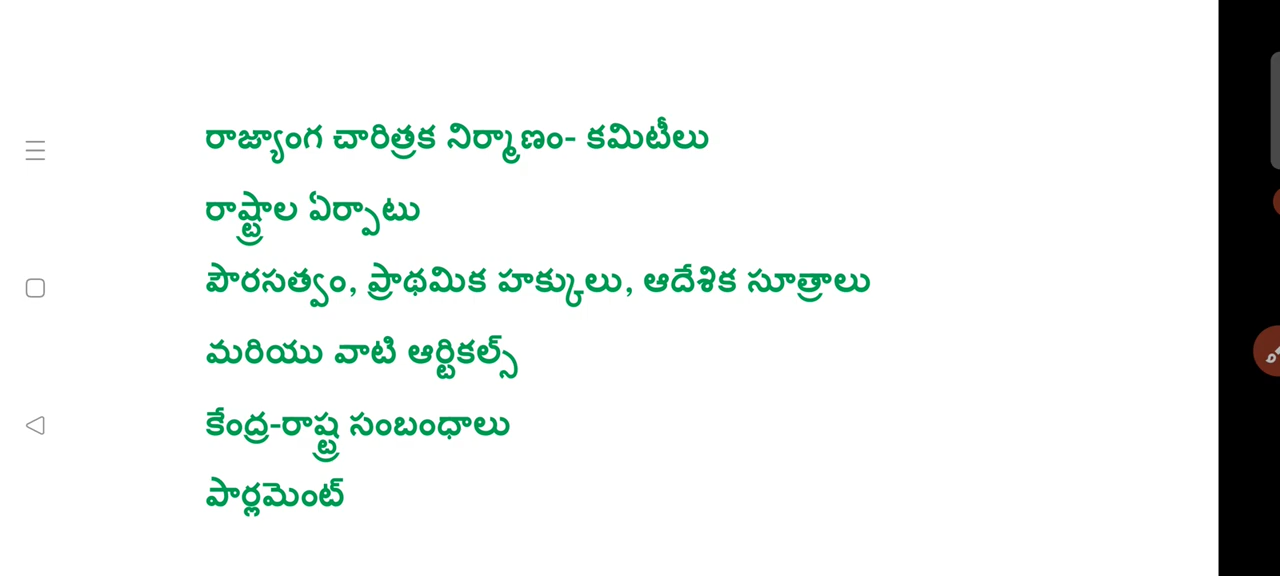 రాజ్యాంగ చారిత్రక నిర్మాణం- కమిటీలు
రాష్ట్రాల ఏర్పాటు
పౌరసత్వం, ప్రాథమిక హక్కులు, ఆదేశిక సూత్రాలు
మరియు వాటి ఆర్టికల్స్
కేంద్ర-రాష్ట్ర సంబంధాలు
పార్లమెంట్